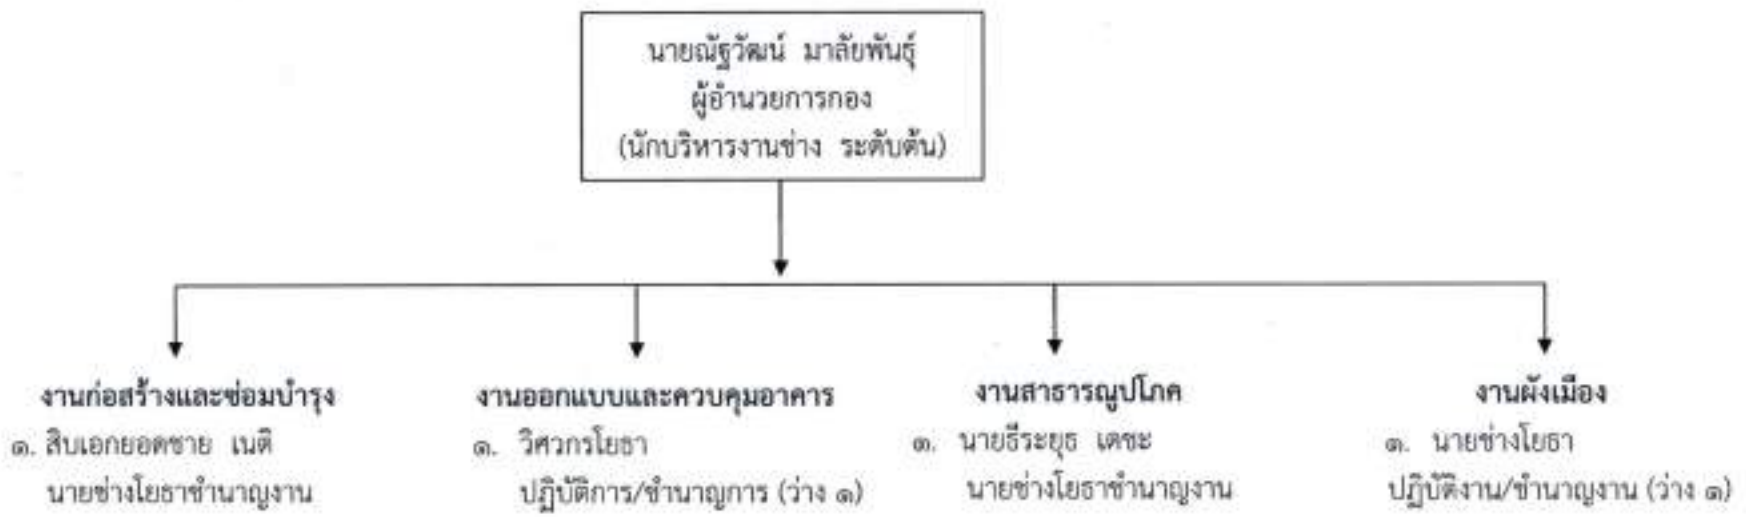 นายณัฐวัฒน์ มาลัยพันธุ์
ผู้อำนวยการกอง
(นักบริหารงานช่าง ระดับต้น)
งานก่อสร้างและซ่อมบำรุง
๑. สิบเอกยอดชาย เนติ
นายช่างโยธาชำนาญงาน
งานออกแบบและควบคุมอาคาร
๑. วิศวกรโยธา
ปฏิบัติการ/ชำนาญการ (ว่าง ๑)
งานสาธารณูปโภค
๑. นายธีระยุธ เดชะ
นายช่างโยธาชำนาญงาน
งานผังเมือง
๑. นายช่างโยธา
ปฏิบัติงาน/ชำนาญงาน (ว่าง ๑)